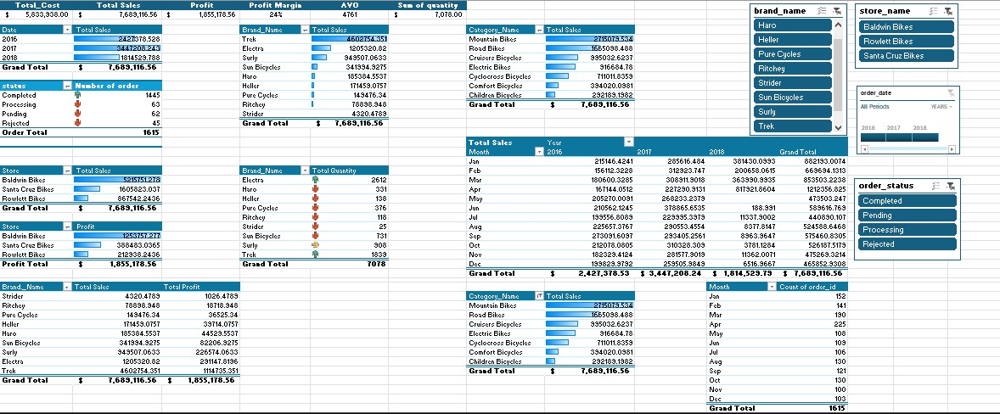 Total_Cost Total Sales Profit Profit Margin AVO Sum of quantity
$ 5,833,938.00 $ 7,689,116.56 $ 1,855,178.56 24% 4761 $ 7,078.00
Date Total Sales
2016 2427378.528
2017 3447208.243
2018 1814529.788
Grand Total $ 7,689,116.56
status Number of order
Completed 1445
Processing 63
Pending 62
Rejected 45
Order Total 1615
Store Total Sales
Baldwin Bikes 5215751.278
Santa Cruz Bikes 1605823.037
Rowlett Bikes 867542.2436
Grand Total $ 7,689,116.56
Store Profit
Baldwin Bikes 1253757.277
Santa Cruz Bikes 388483.0365
Rowlett Bikes 212938.2436
Profit Total $ 1,855,178.56
Brand_Name Total Sales Total Profit
Strider 4320.4789 1026.4789
Ritchey 78898.948 18718.948
Pure Cycles 149476.34 36525.34
Heller 171459.0757 39714.0757
Haro 185384.5537 44529.5537
Sun Bicycles 341994.9275 82206.9275
Surly 949507.0633 226574.0633
Electra 1205320.82 291147.8196
Trek 4602754.351 1114735.351
Grand Total $ 7,689,116.56 $ 1,855,178.56
Brand_Name Total Sales
Trek 4602754.351
Electra 1205320.82
Surly 949507.0633
Sun Bicycles 341994.9275
Haro 185384.5537
Heller 171459.0757
Pure Cycles 149476.34
Ritchey 78898.948
Strider 4320.4789
Grand Total $ 7,689,116.56
Brand_Name Total Quantity
Electra 2612
Haro 331
Heller 138
Pure Cycles 376
Ritchey 118
Strider 25
Sun Bicycles 731
Surly 908
Trek 1839
Grand Total 7078
Category_Name Total Sales
Mountain Bikes 2715079.534
Road Bikes 1665098.488
Cruisers Bicycles 995032.6237
Electric Bikes 916684.78
Cyclocross Bicycles 711011.8359
Comfort Bicycles 394020.0981
Children Bicycles 292189.1982
Grand Total $ 7,689,116.56
Total Sales Year
Month 2016 2017 2018 Grand Total
Jan 215146.4241 285616.484 381430.0993 882193.0074
Feb 156112.3228 312923.747 200658.0615 669694.1313
Mar 180600.3285 308911.9018 363990.9935 853503.2238
Apr 167144.0512 227290.9131 817921.8604 1212356.825
May 205270.0091 268233.2379 473503.247
Jun 210562.1245 378865.6535 188.991 589616.769
Jul 199556.8089 229995.3979 11337.9002 440890.107
Aug 225657.3767 290553.4554 8377.8147 524588.6468
Sep 273091.6097 293405.2561 8963.9647 575460.8305
Oct 212078.0805 310328.309 3781.1284 526187.5179
Nov 182329.4124 281577.9019 11362.0071 475269.3214
Dec 199829.9792 259505.9849 6516.9667 465852.9308
Grand Total $ 2,427,378.53 $ 3,447,208.24 $ 1,814,529.79 $ 7,689,116.56
Category_Name Total Sales
Mountain Bikes 2715079.534
Road Bikes 1665098.488
Cruisers Bicycles 995032.6237
Electric Bikes 916684.78
Cyclocross Bicycles 711011.8359
Comfort Bicycles 394020.0981
Children Bicycles 292189.1982
Grand Total $ 7,689,116.56
Month Count of order_id
Jan 152
Feb 141
Mar 190
Apr 225
May 108
Jun 109
Jul 106
Aug 130
Sep 121
Oct 130
Nov 100
Dec 103
Grand Total 1615
brand_name
Haro
Heller
Pure Cycles
Ritchey
Strider
Sun Bicycles
Surly
Trek
store_name
Baldwin Bikes
Rowlett Bikes
Santa Cruz Bikes
order_date
All Periods YEARS
2016 2017 2018
order_status
Completed
Pending
Processing
Rejected